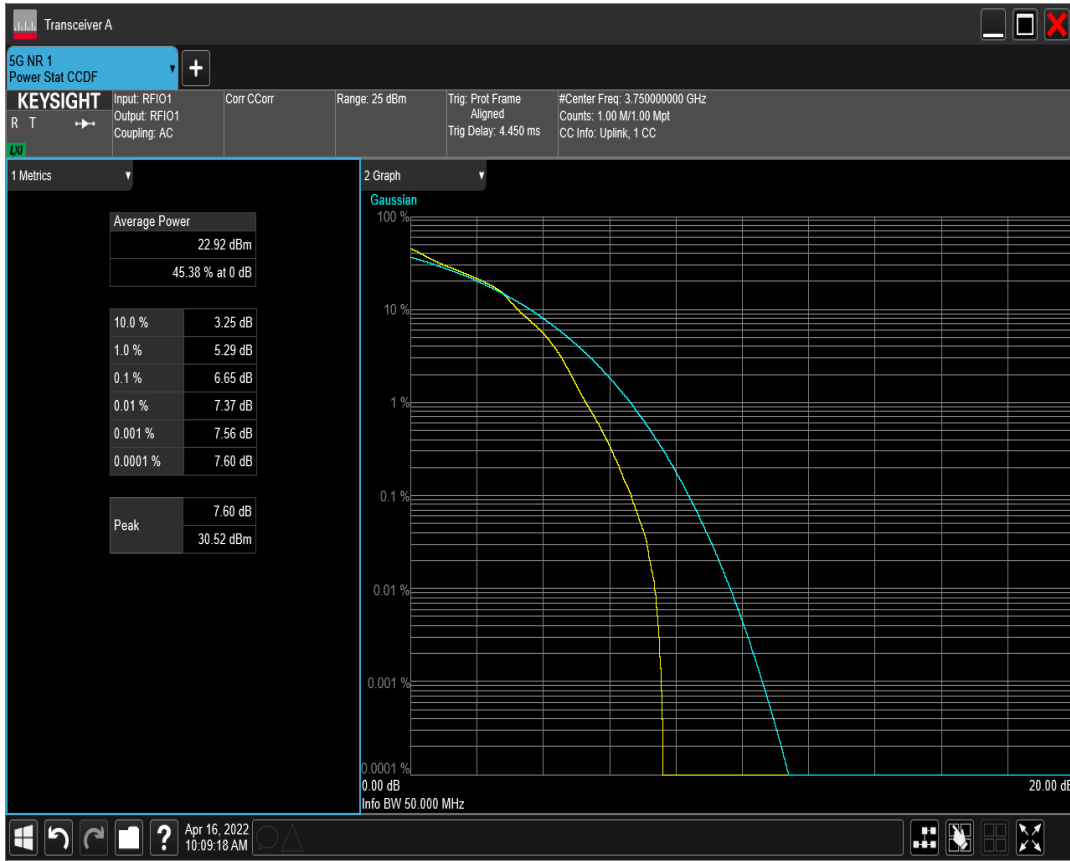 Transceiver A
5G NR 1
Power Stat CCDF
+
KEYSIGHT
R T
LXI
Input: RFIO1
Output: RFIO1
Coupling: AC
Corr CCorr
Range: 25 dBm
Trig: Prot Frame
Aligned
Trig Delay: 4.450 ms
#Center Freq: 3.750000000 GHz
Counts: 1.00 M/1.00 Mpt
CC Info: Uplink, 1 CC
1 Metrics
Average Power
22.92 dBm
45.38 % at 0 dB
10.0 % 3.25 dB
1.0 % 5.29 dB
0.1 % 6.65 dB
0.01 % 7.37 dB
0.001 % 7.56 dB
0.0001 % 7.60 dB
Peak 7.60 dB
30.52 dBm
2 Graph
Gaussian
100 %
10 %
1 %
0.1 %
0.01 %
0.001 %
0.0001 %
0.00 dB 20.00 dB
Info BW 50.000 MHz
? Apr 16, 2022
10:09:18 AM